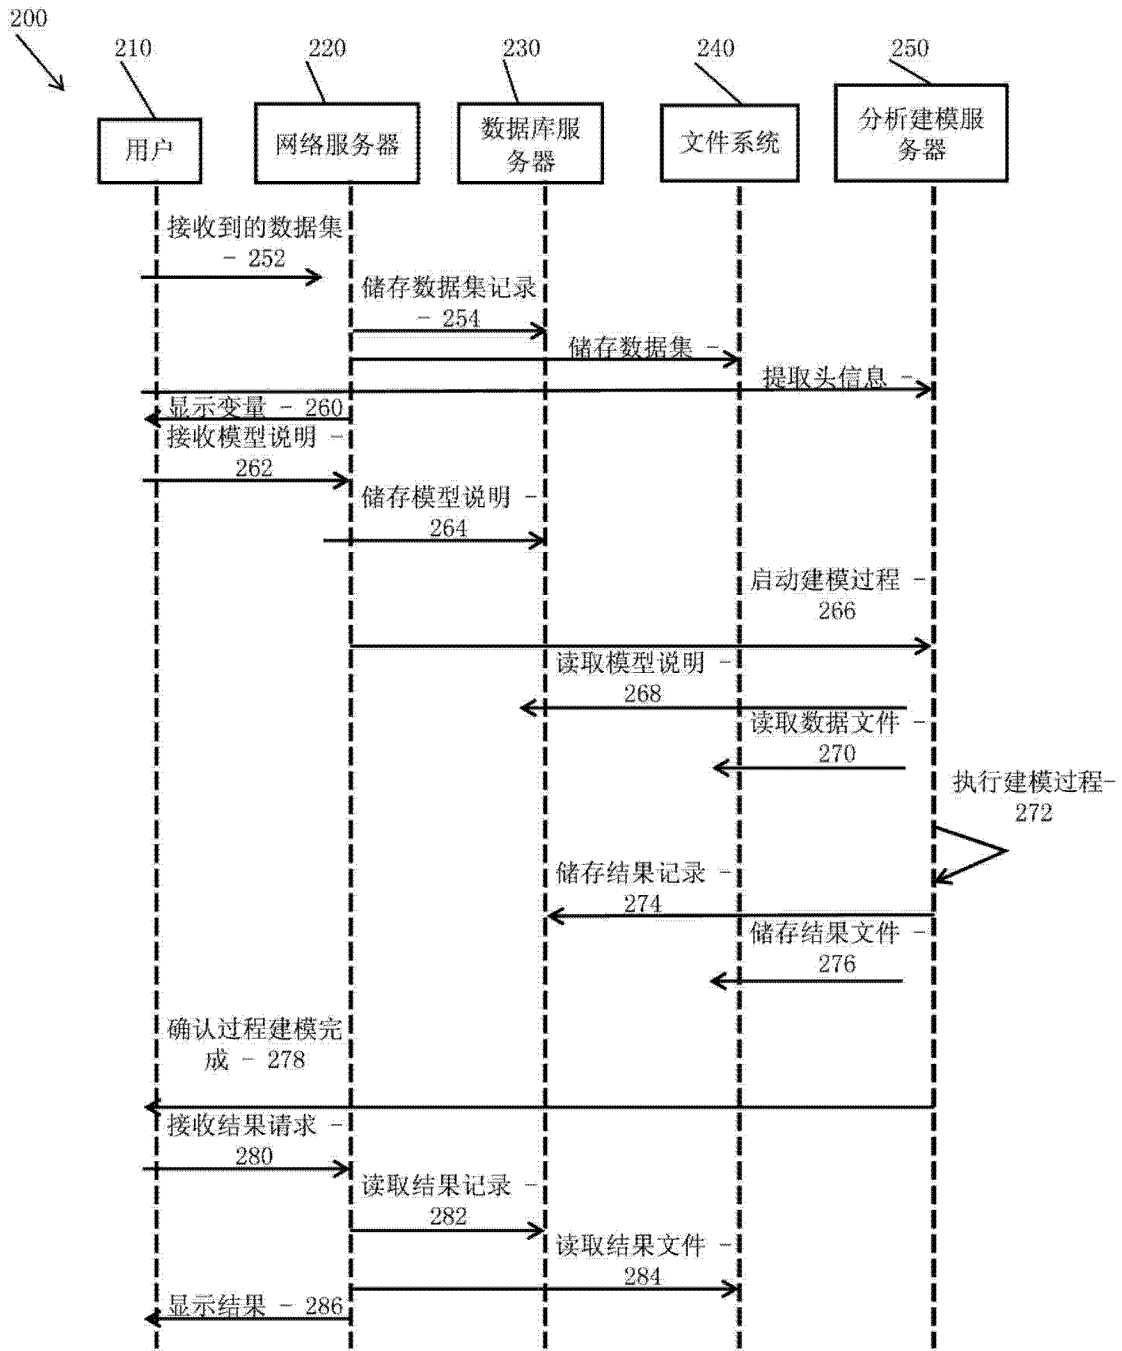 200
210
220
230
240
250
用户
网络服务器
数据库服
务器
文件系统
分析建模服
务器
接收到的数据集
- 252
储存数据集记录
- 254
储存数据集 -
提取头信息 -
显示变量 - 260
接收模型说明 -
262
储存模型说明 -
264
启动建模过程 -
266
读取模型说明 -
268
读取数据文件 -
270
执行建模过程-
272
储存结果记录 -
274
储存结果文件 -
276
确认过程建模完
成 - 278
接收结果请求 -
280
读取结果记录 -
282
读取结果文件 -
284
显示结果 - 286